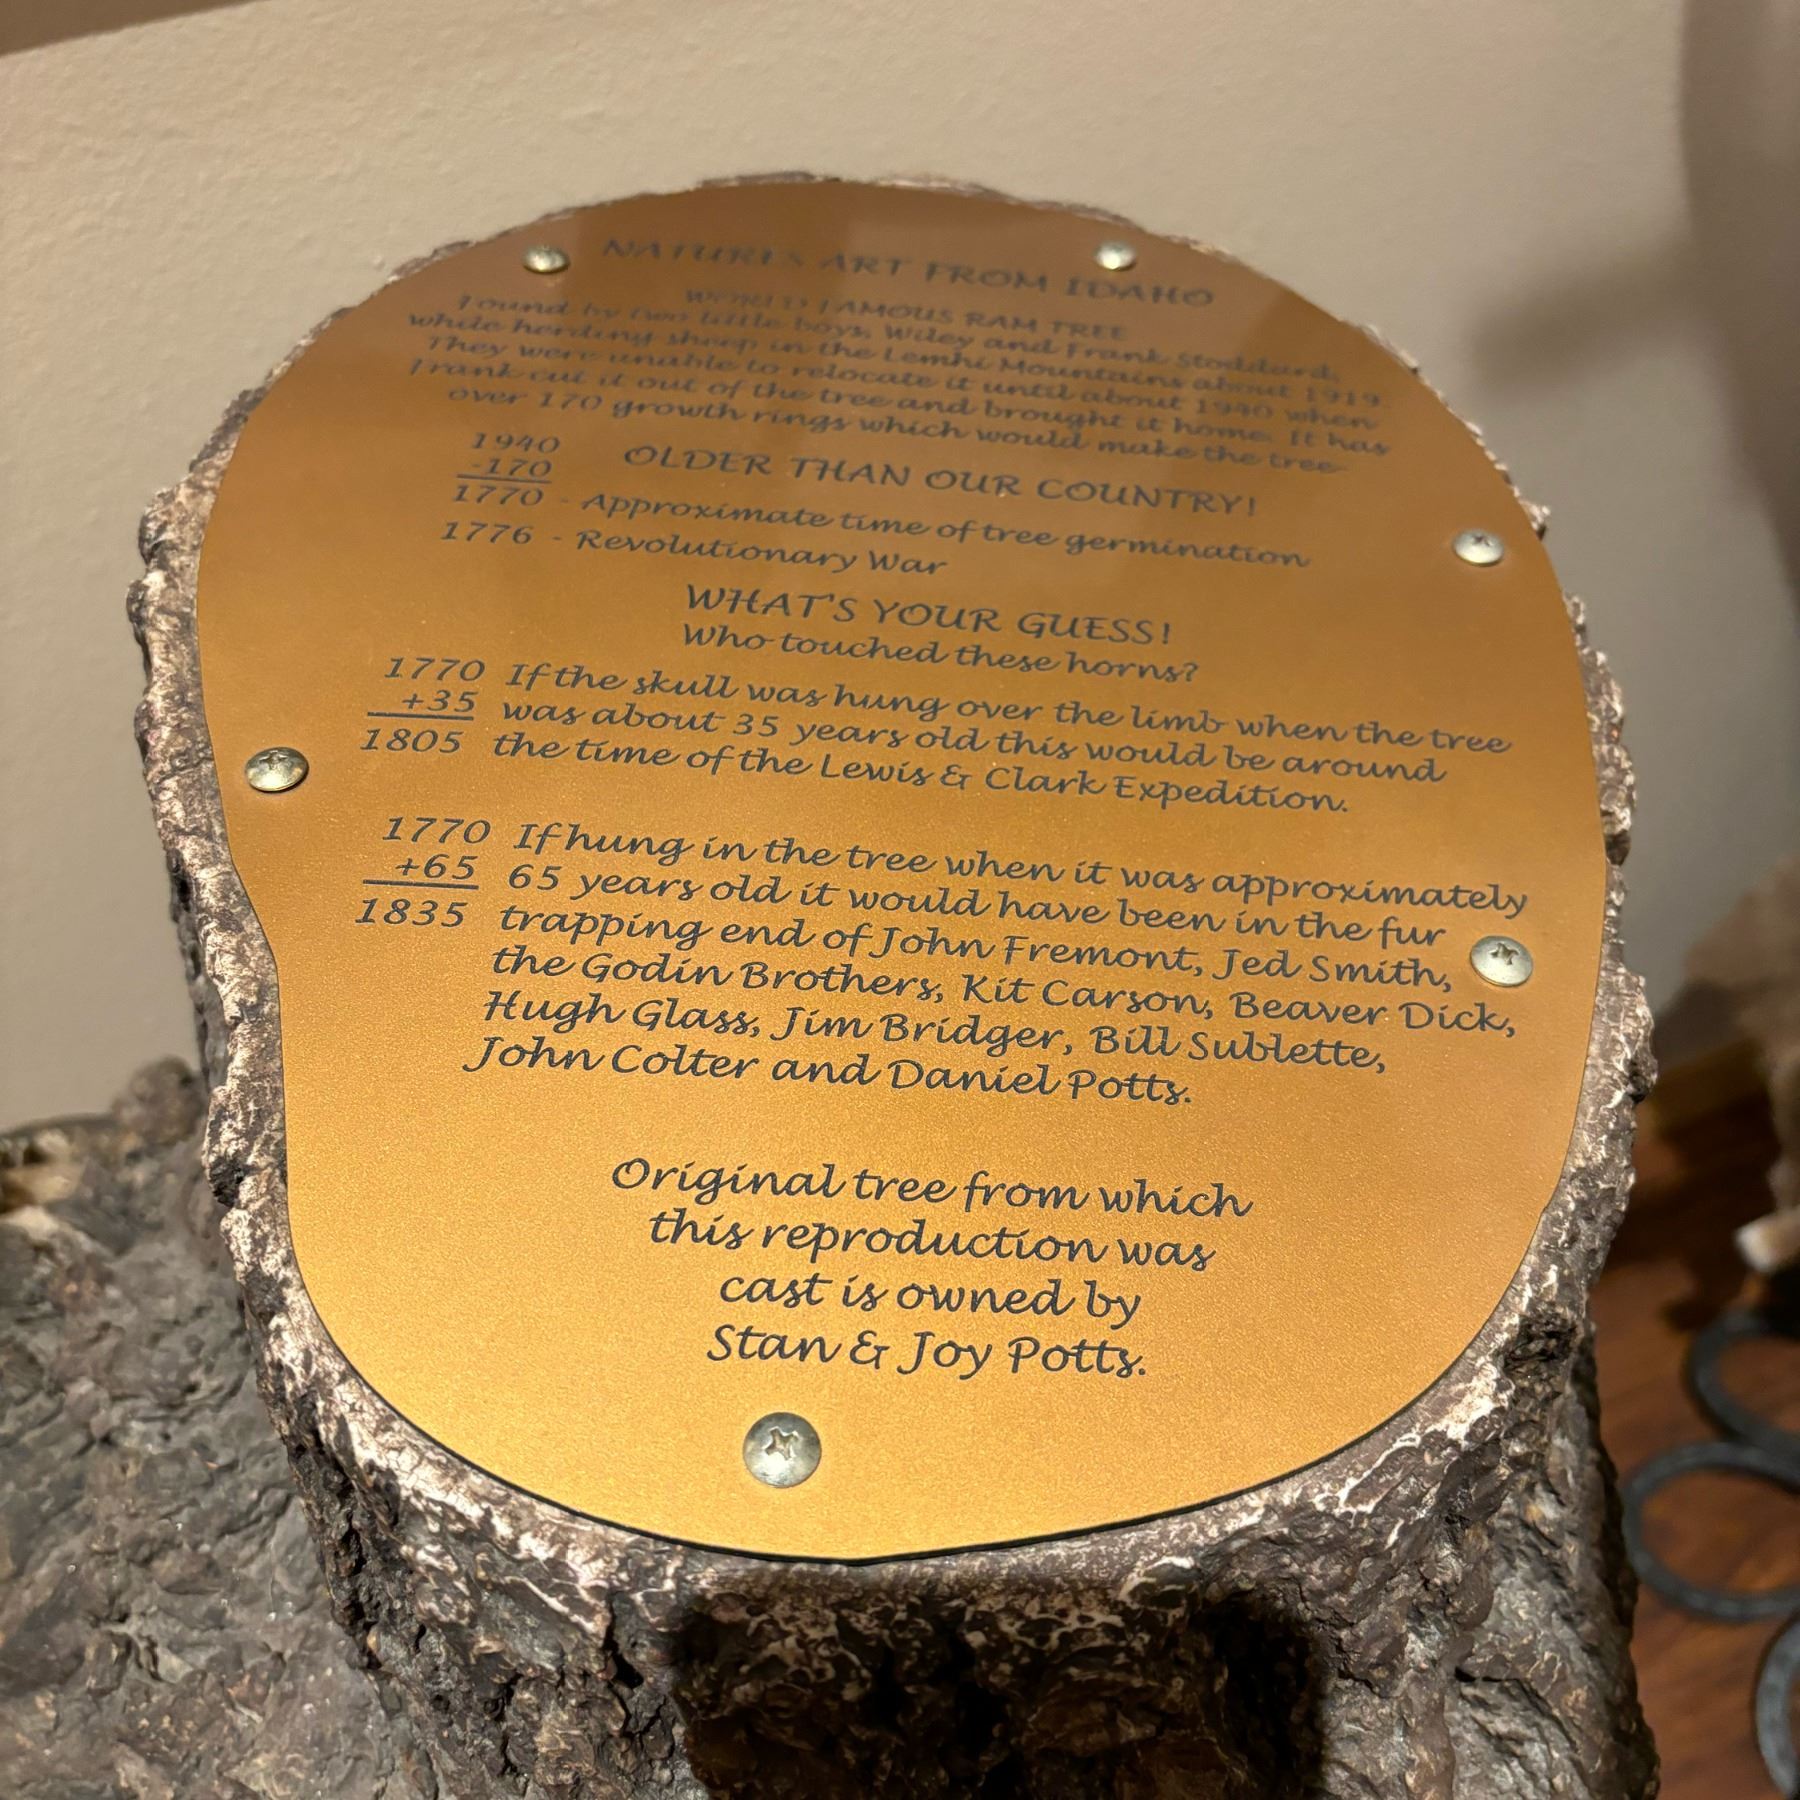 NATURES ART FROM IDAHO
WORLD FAMOUS RAM TREE
Found by two little boys, Wiley and Frank Stoddard,
while herding sheep in the Lemhi Mountains about 1919.
They were unable to relocate it until about 1940 when
Frank cut it out of the tree and brought it home. It has
over 170 growth rings which would make the tree
1940
-170 OLDER THAN OUR COUNTRY!
1770 - Approximate time of tree germination
1776 - Revolutionary War
WHAT'S YOUR GUESS!
Who touched these horns?
1770 If the skull was hung over the limb when the tree
+35 was about 35 years old this would be around
1805 the time of the Lewis & Clark Expedition.
1770 If hung in the tree when it was approximately
+65 65 years old it would have been in the fur
1835 trapping end of John Fremont, Jed Smith,
the Godin Brothers, Kit Carson, Beaver Dick,
Hugh Glass, Jim Bridger, Bill Sublette,
John Colter and Daniel Potts.
Original tree from which
this reproduction was
cast is owned by
Stan & Joy Potts.